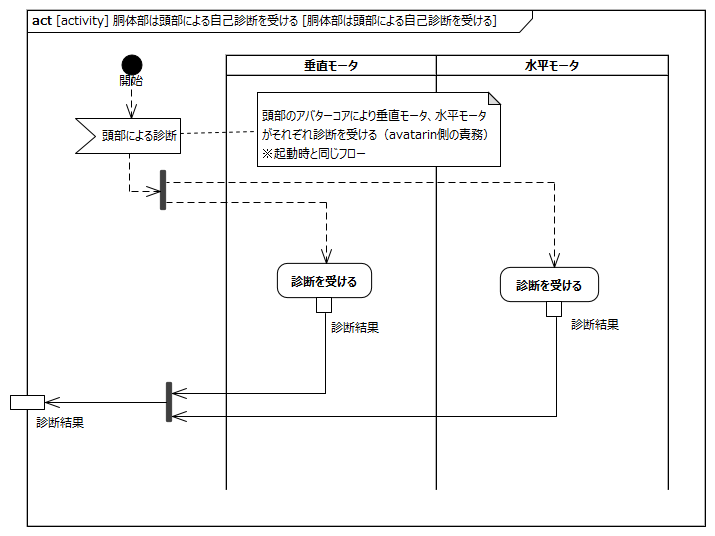 act [activity] 胴体部は頭部による自己診断を受ける [胴体部は頭部による自己診断を受ける]
垂直モータ
水平モータ
開始
頭部による診断
頭部のアバターコアにより垂直モータ、水平モータ
がそれぞれ診断を受ける（avatarin側の責務）
※起動時と同じフロー
診断を受ける
診断を受ける
診断結果
診断結果
診断結果